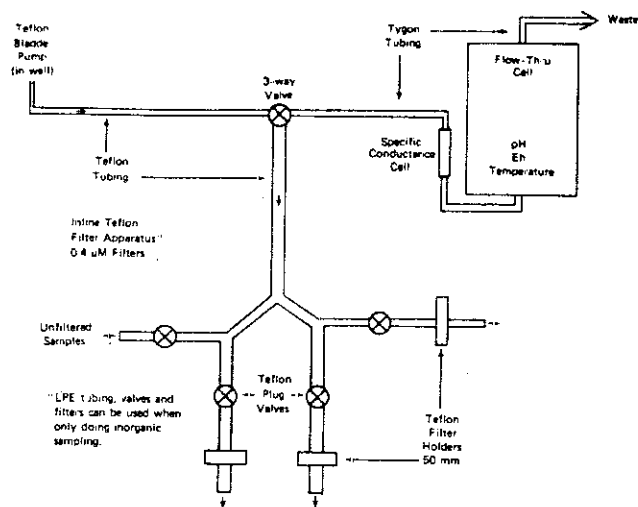 Teflon
Bladde
Pump
(in well)
3-way
Valve
Tygon
Tubing
Waste
Flow-Thru
Cell
pH
Eh
Temperature
Specific
Conductance
Cell
Teflon
Tubing
Inline Teflon
Filter Apparatus"
0.4 uM Filters
Unfiltered
Samples
Teflon
Plug
Valves
"LPE tubing, valves and
filters can be used when
only doing inorganic
sampling.
Teflon
Filter
Holders
50 mm